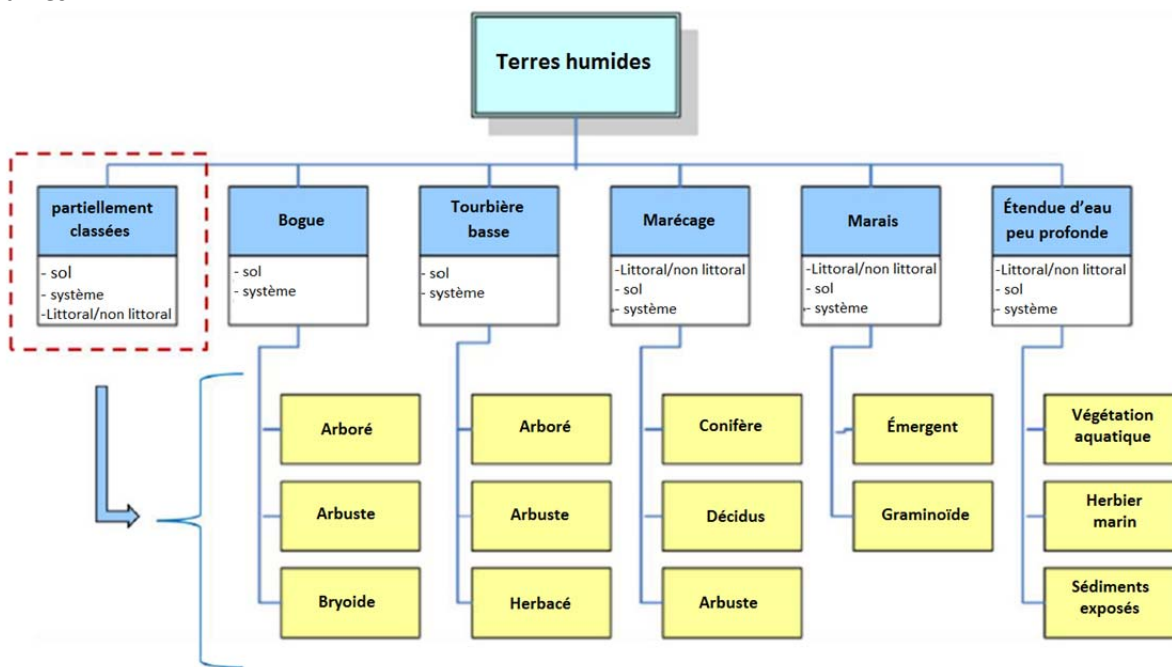 Terres humides
partiellement
classées
- sol
- système
-Littoral/non littoral
Bogue
- sol
- système
Tourbière
basse
- sol
- système
Marécage
-Littoral/non littoral
- sol
- système
Marais
-Littoral/non littoral
- sol
- système
Étendue d'eau
peu profonde
-Littoral/non littoral
- sol
- système
Arboré
Arbuste
Bryoide
Arboré
Arbuste
Herbacé
Conifère
Décidus
Arbuste
Émergent
Graminoïde
Végétation
aquatique
Herbier
marin
Sédiments
exposés